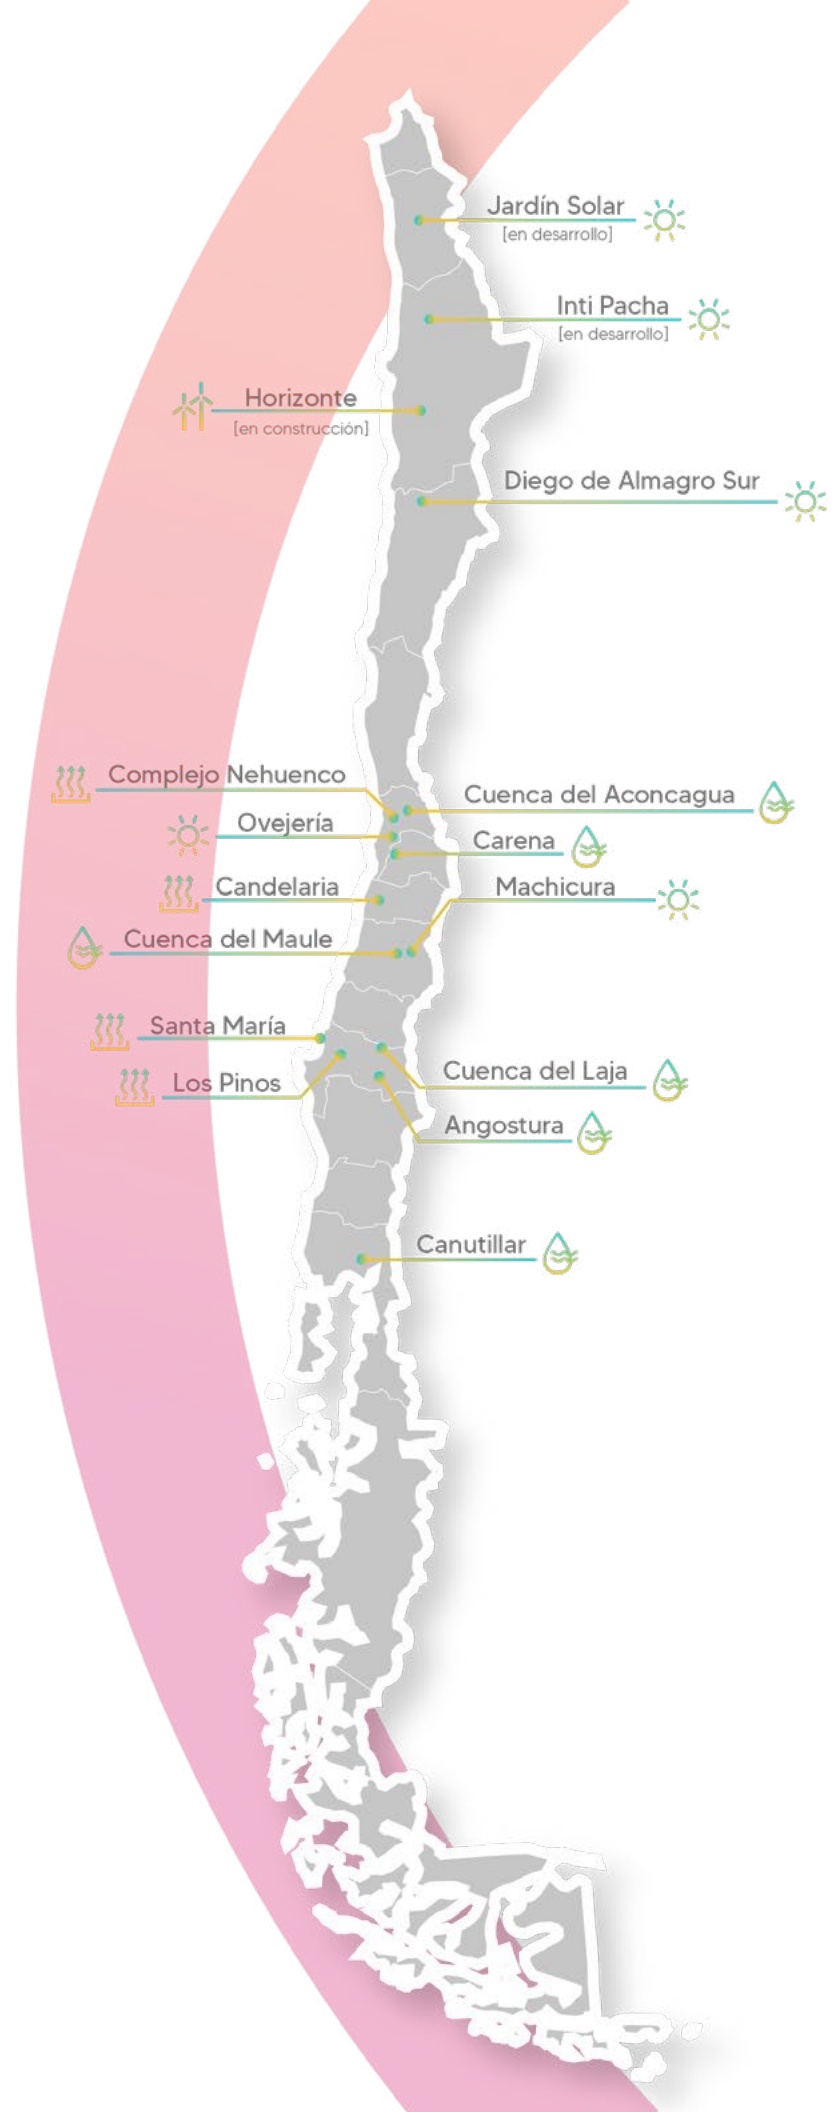 Jardín Solar
[en desarrollo]
Inti Pacha
[en desarrollo]
Horizonte
[en construcción]
Diego de Almagro Sur
Complejo Nehuenco
Cuenca del Aconcagua
Ovejería
Carena
Candelaria
Machicura
Cuenca del Maule
Santa María
Cuenca del Laja
Los Pinos
Angostura
Canutillar